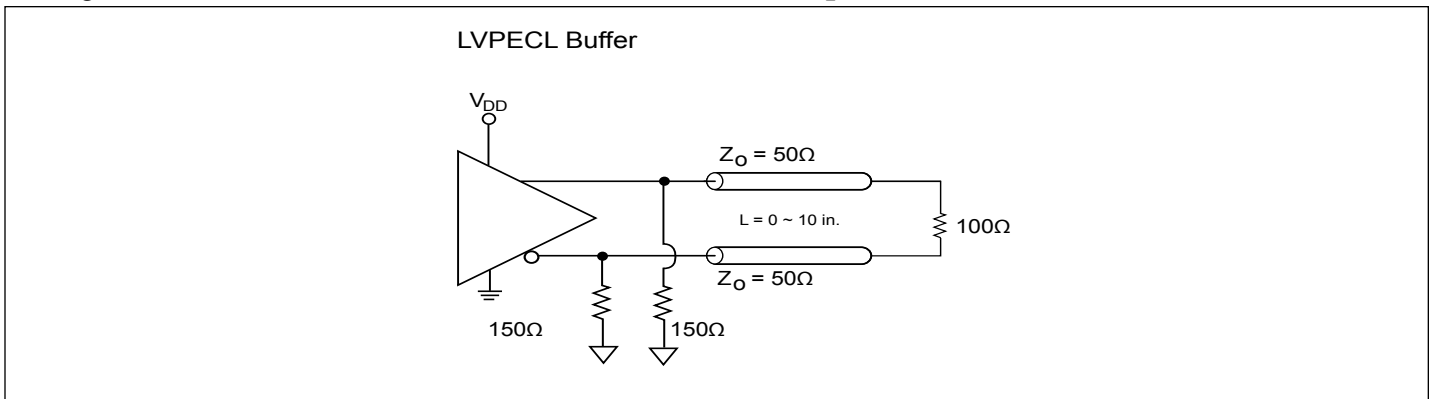 LVPECL Buffer
VDD
ZO = 50Ω
L = 0 ~ 10 in.
100Ω
ZO = 50Ω
150Ω
150Ω